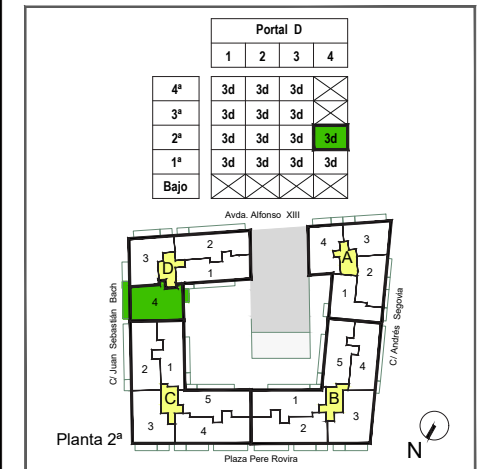 Portal D
1 2 3 4
4ª 3d 3d 3d
3ª 3d 3d 3d
2ª 3d 3d 3d 3d
1ª 3d 3d 3d 3d
Bajo
Avda. Alfonso XIII
3 2 4 3
D 1 A 2
4 1
C/ Juan Sebastián Bach
C/ Andrés Segovia
2 1 5 4
C 5 1 B
3 4 2 3
Planta 2ª
Plaza Pere Rovira
N